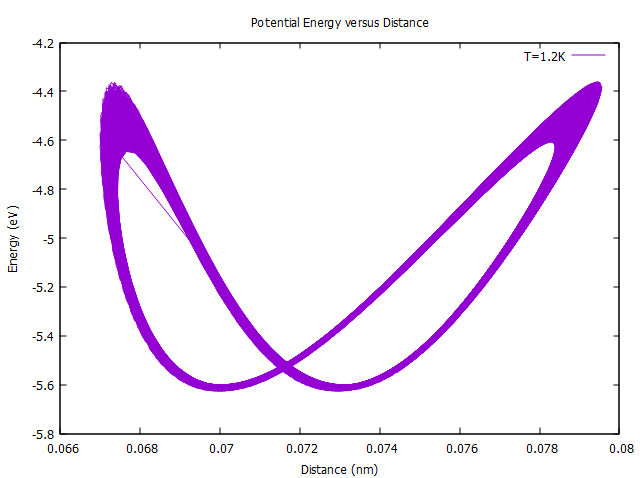 Potential Energy versus Distance
T=1.2K
-4.2
-4.4
-4.6
-4.8
-5
-5.2
-5.4
-5.6
-5.8
Energy (eV)
0.066 0.068 0.07 0.072 0.074 0.076 0.078 0.08
Distance (nm)